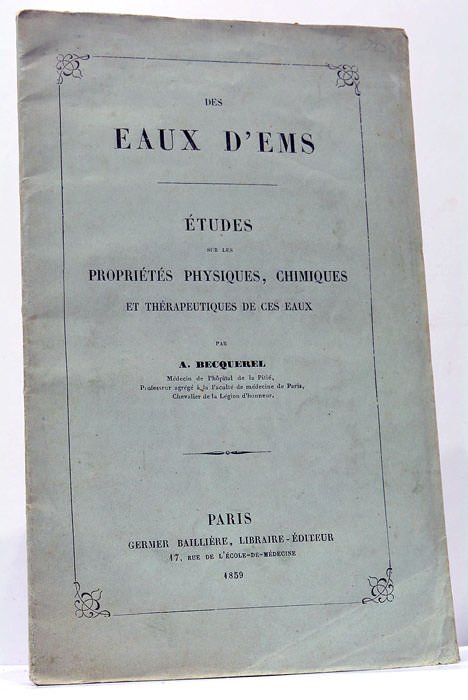 DES
EAUX D'EMS
ÉTUDES
SUR LES
PROPRIÉTÉS PHYSIQUES, CHIMIQUES
ET THÉRAPEUTIQUES DE CES EAUX
PAR
A. BECQUEREL
Médecin de l'hôpital de la Pitié,
Professeur agrégé à la Faculté de médecine de Paris,
Chevalier de la Légion d'honneur.
PARIS
GERMER BAILLIÈRE, LIBRAIRE-ÉDITEUR
17, RUE DE L'ÉCOLE-DE-MÉDECINE
1859